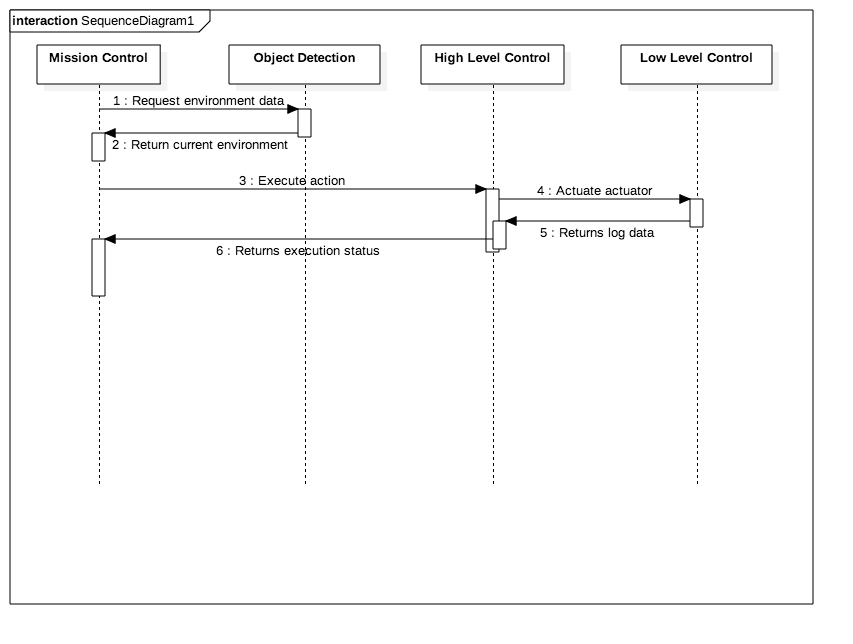 interaction SequenceDiagram1
Mission Control
Object Detection
High Level Control
Low Level Control
1 : Request environment data
2 : Return current environment
3 : Execute action
4 : Actuate actuator
5 : Returns log data
6 : Returns execution status